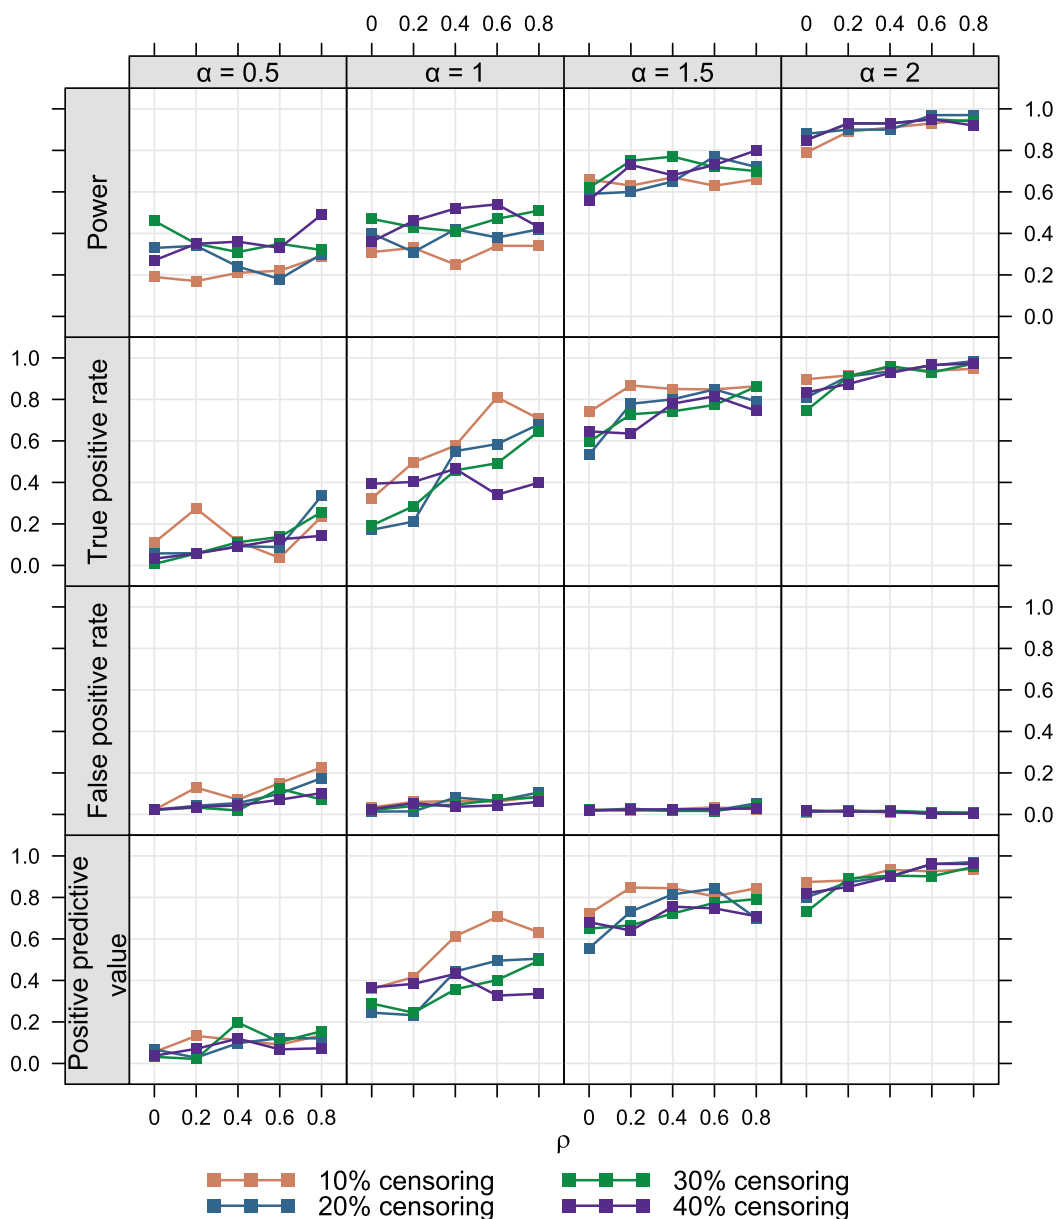 0 0.2 0.4 0.6 0.8 0 0.2 0.4 0.6 0.8
α = 0.5 α = 1 α = 1.5 α = 2
Power
1.0
0.8
0.6
0.4
0.2
0.0
True positive rate
1.0
0.8
0.6
0.4
0.2
0.0
False positive rate
1.0
0.8
0.6
0.4
0.2
0.0
Positive predictive
value
1.0
0.8
0.6
0.4
0.2
0.0
0 0.2 0.4 0.6 0.8 0 0.2 0.4 0.6 0.8
ρ
10% censoring 30% censoring
20% censoring 40% censoring